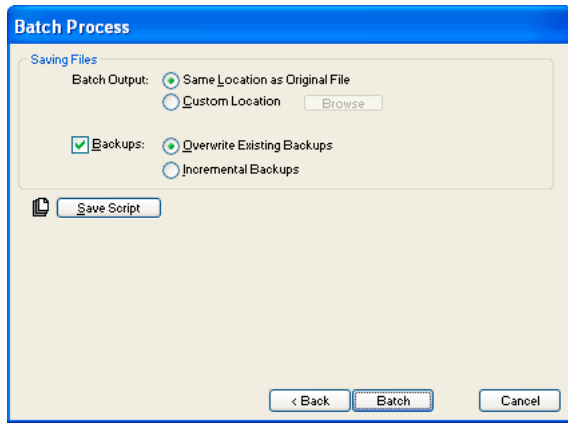 Batch Process
Saving Files
Batch Output: Same Location as Original File
Custom Location Browse
Backups: Overwrite Existing Backups
Incremental Backups
Save Script
< Back Batch Cancel